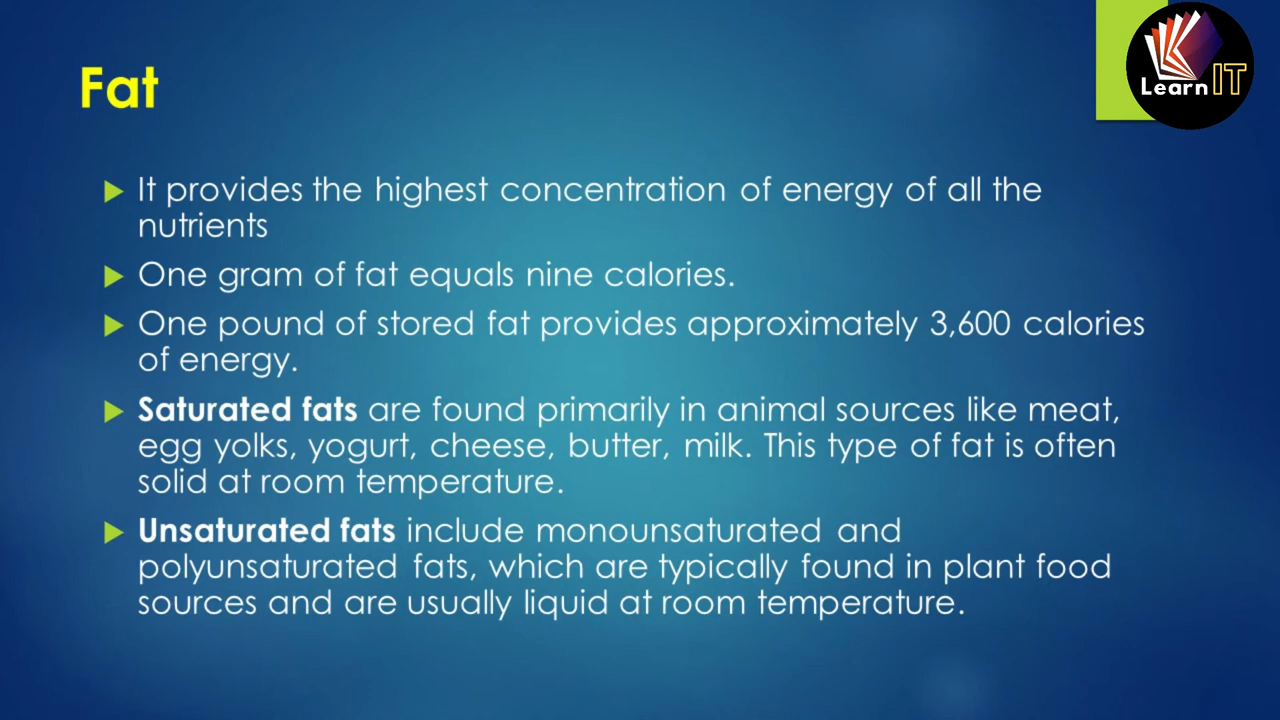 Fat
Learn IT
It provides the highest concentration of energy of all the
nutrients
One gram of fat equals nine calories.
One pound of stored fat provides approximately 3,600 calories
of energy.
Saturated fats are found primarily in animal sources like meat,
egg yolks, yogurt, cheese, butter, milk. This type of fat is often
solid at room temperature.
Unsaturated fats include monounsaturated and
polyunsaturated fats, which are typically found in plant food
sources and are usually liquid at room temperature.